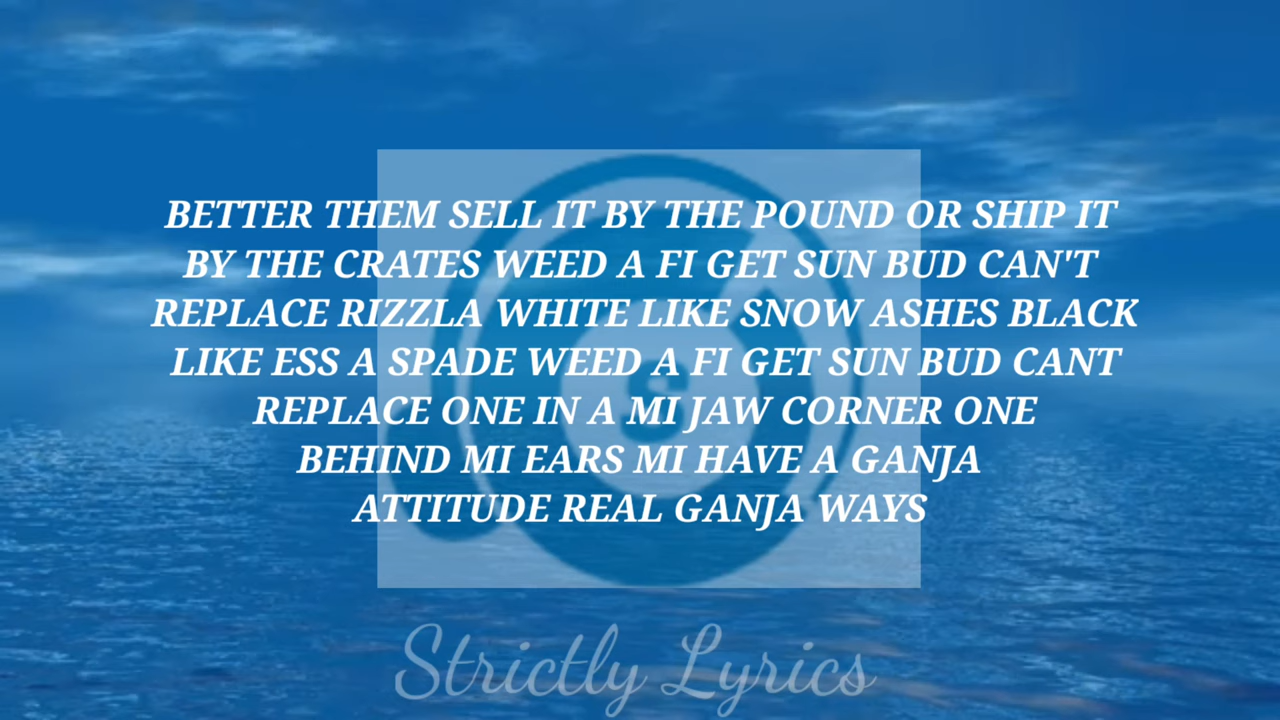 BETTER THEM SELL IT BY THE POUND OR SHIP IT
BY THE CRATES WEED A FI GET SUN BUD CAN'T
REPLACE RIZZLA WHITE LIKE SNOW ASHES BLACK
LIKE ESS A SPADE WEED A FI GET SUN BUD CANT
REPLACE ONE IN A MI JAW CORNER ONE
BEHIND MI EARS MI HAVE A GANJA
ATTITUDE REAL GANJA WAYS
Strictly Lyrics